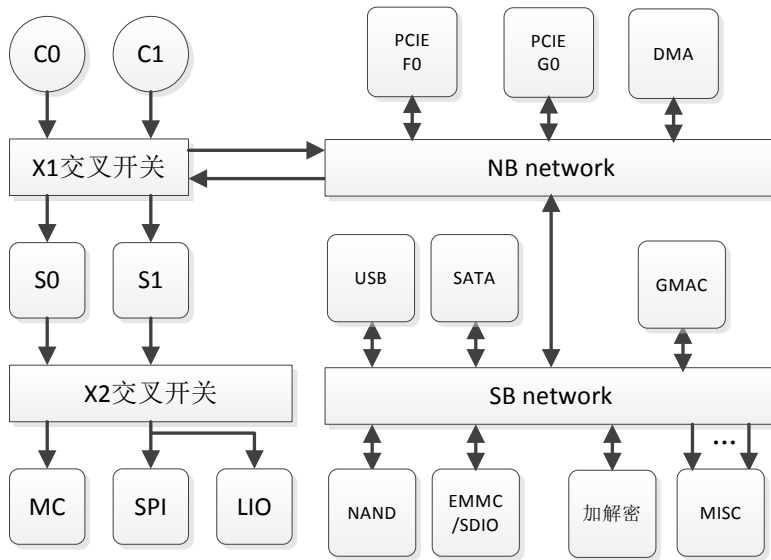 C0
C1
PCIE
F0
PCIE
G0
DMA
X1交叉开关
NB network
S0
S1
USB
SATA
GMAC
X2交叉开关
SB network
...
MC
SPI
LIO
NAND
EMMC
/SDIO
加解密
MISC